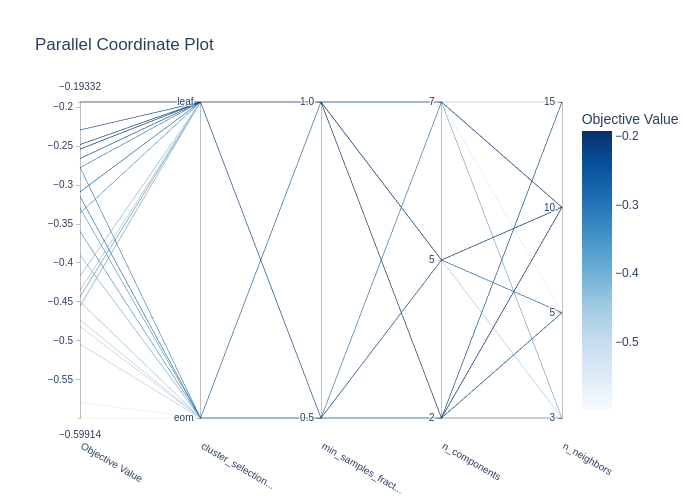 Parallel Coordinate Plot
−0.19332
−0.2
−0.25
−0.3
−0.35
−0.4
−0.45
−0.5
−0.55
−0.59914
Objective Value
leaf
eom
cluster_selection...
1.0
0.5
min_samples_fract...
7
5
2
n_components
15
10
5
3
n_neighbors
Objective Value
−0.2
−0.3
−0.4
−0.5